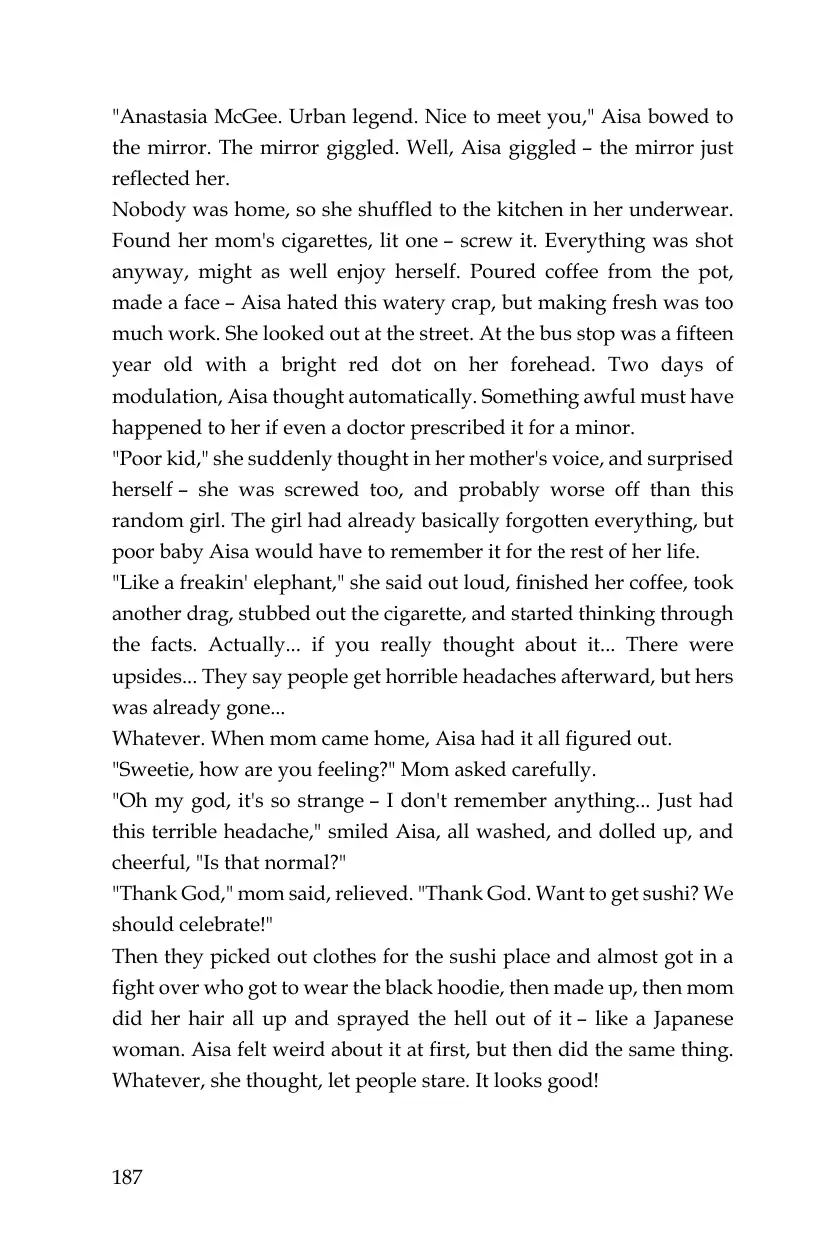 "Anastasia McGee. Urban legend. Nice to meet you," Aisa bowed to
the mirror. The mirror giggled. Well, Aisa giggled – the mirror just
reflected her.
Nobody was home, so she shuffled to the kitchen in her underwear.
Found her mom's cigarettes, lit one – screw it. Everything was shot
anyway, might as well enjoy herself. Poured coffee from the pot,
made a face – Aisa hated this watery crap, but making fresh was too
much work. She looked out at the street. At the bus stop was a fifteen
year old with a bright red dot on her forehead. Two days of
modulation, Aisa thought automatically. Something awful must have
happened to her if even a doctor prescribed it for a minor.
"Poor kid," she suddenly thought in her mother's voice, and surprised
herself – she was screwed too, and probably worse off than this
random girl. The girl had already basically forgotten everything, but
poor baby Aisa would have to remember it for the rest of her life.
"Like a freakin' elephant," she said out loud, finished her coffee, took
another drag, stubbed out the cigarette, and started thinking through
the facts. Actually... if you really thought about it... There were
upsides... They say people get horrible headaches afterward, but hers
was already gone...
Whatever. When mom came home, Aisa had it all figured out.
"Sweetie, how are you feeling?" Mom asked carefully.
"Oh my god, it's so strange – I don't remember anything... Just had
this terrible headache," smiled Aisa, all washed, and dolled up, and
cheerful, "Is that normal?"
"Thank God," mom said, relieved. "Thank God. Want to get sushi? We
should celebrate!"
Then they picked out clothes for the sushi place and almost got in a
fight over who got to wear the black hoodie, then made up, then mom
did her hair all up and sprayed the hell out of it – like a Japanese
woman. Aisa felt weird about it at first, but then did the same thing.
Whatever, she thought, let people stare. It looks good!
187